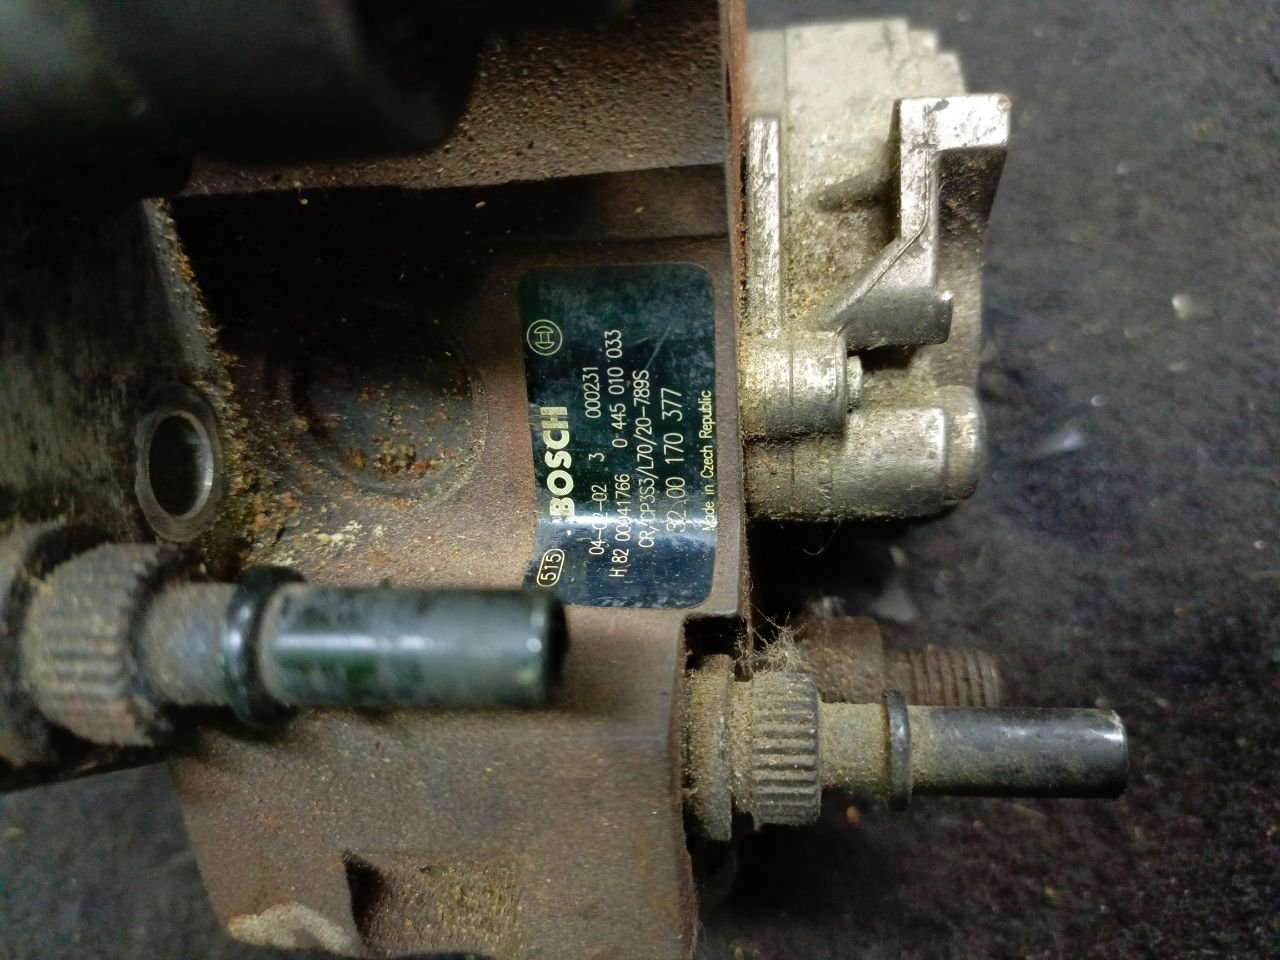 BOSCH
515
04-02-02 3 000231
H 82 00041766 0 445 010 033
CR/CP3S3/L70/20-789S
82 00 170 377
Made in Czech Republic